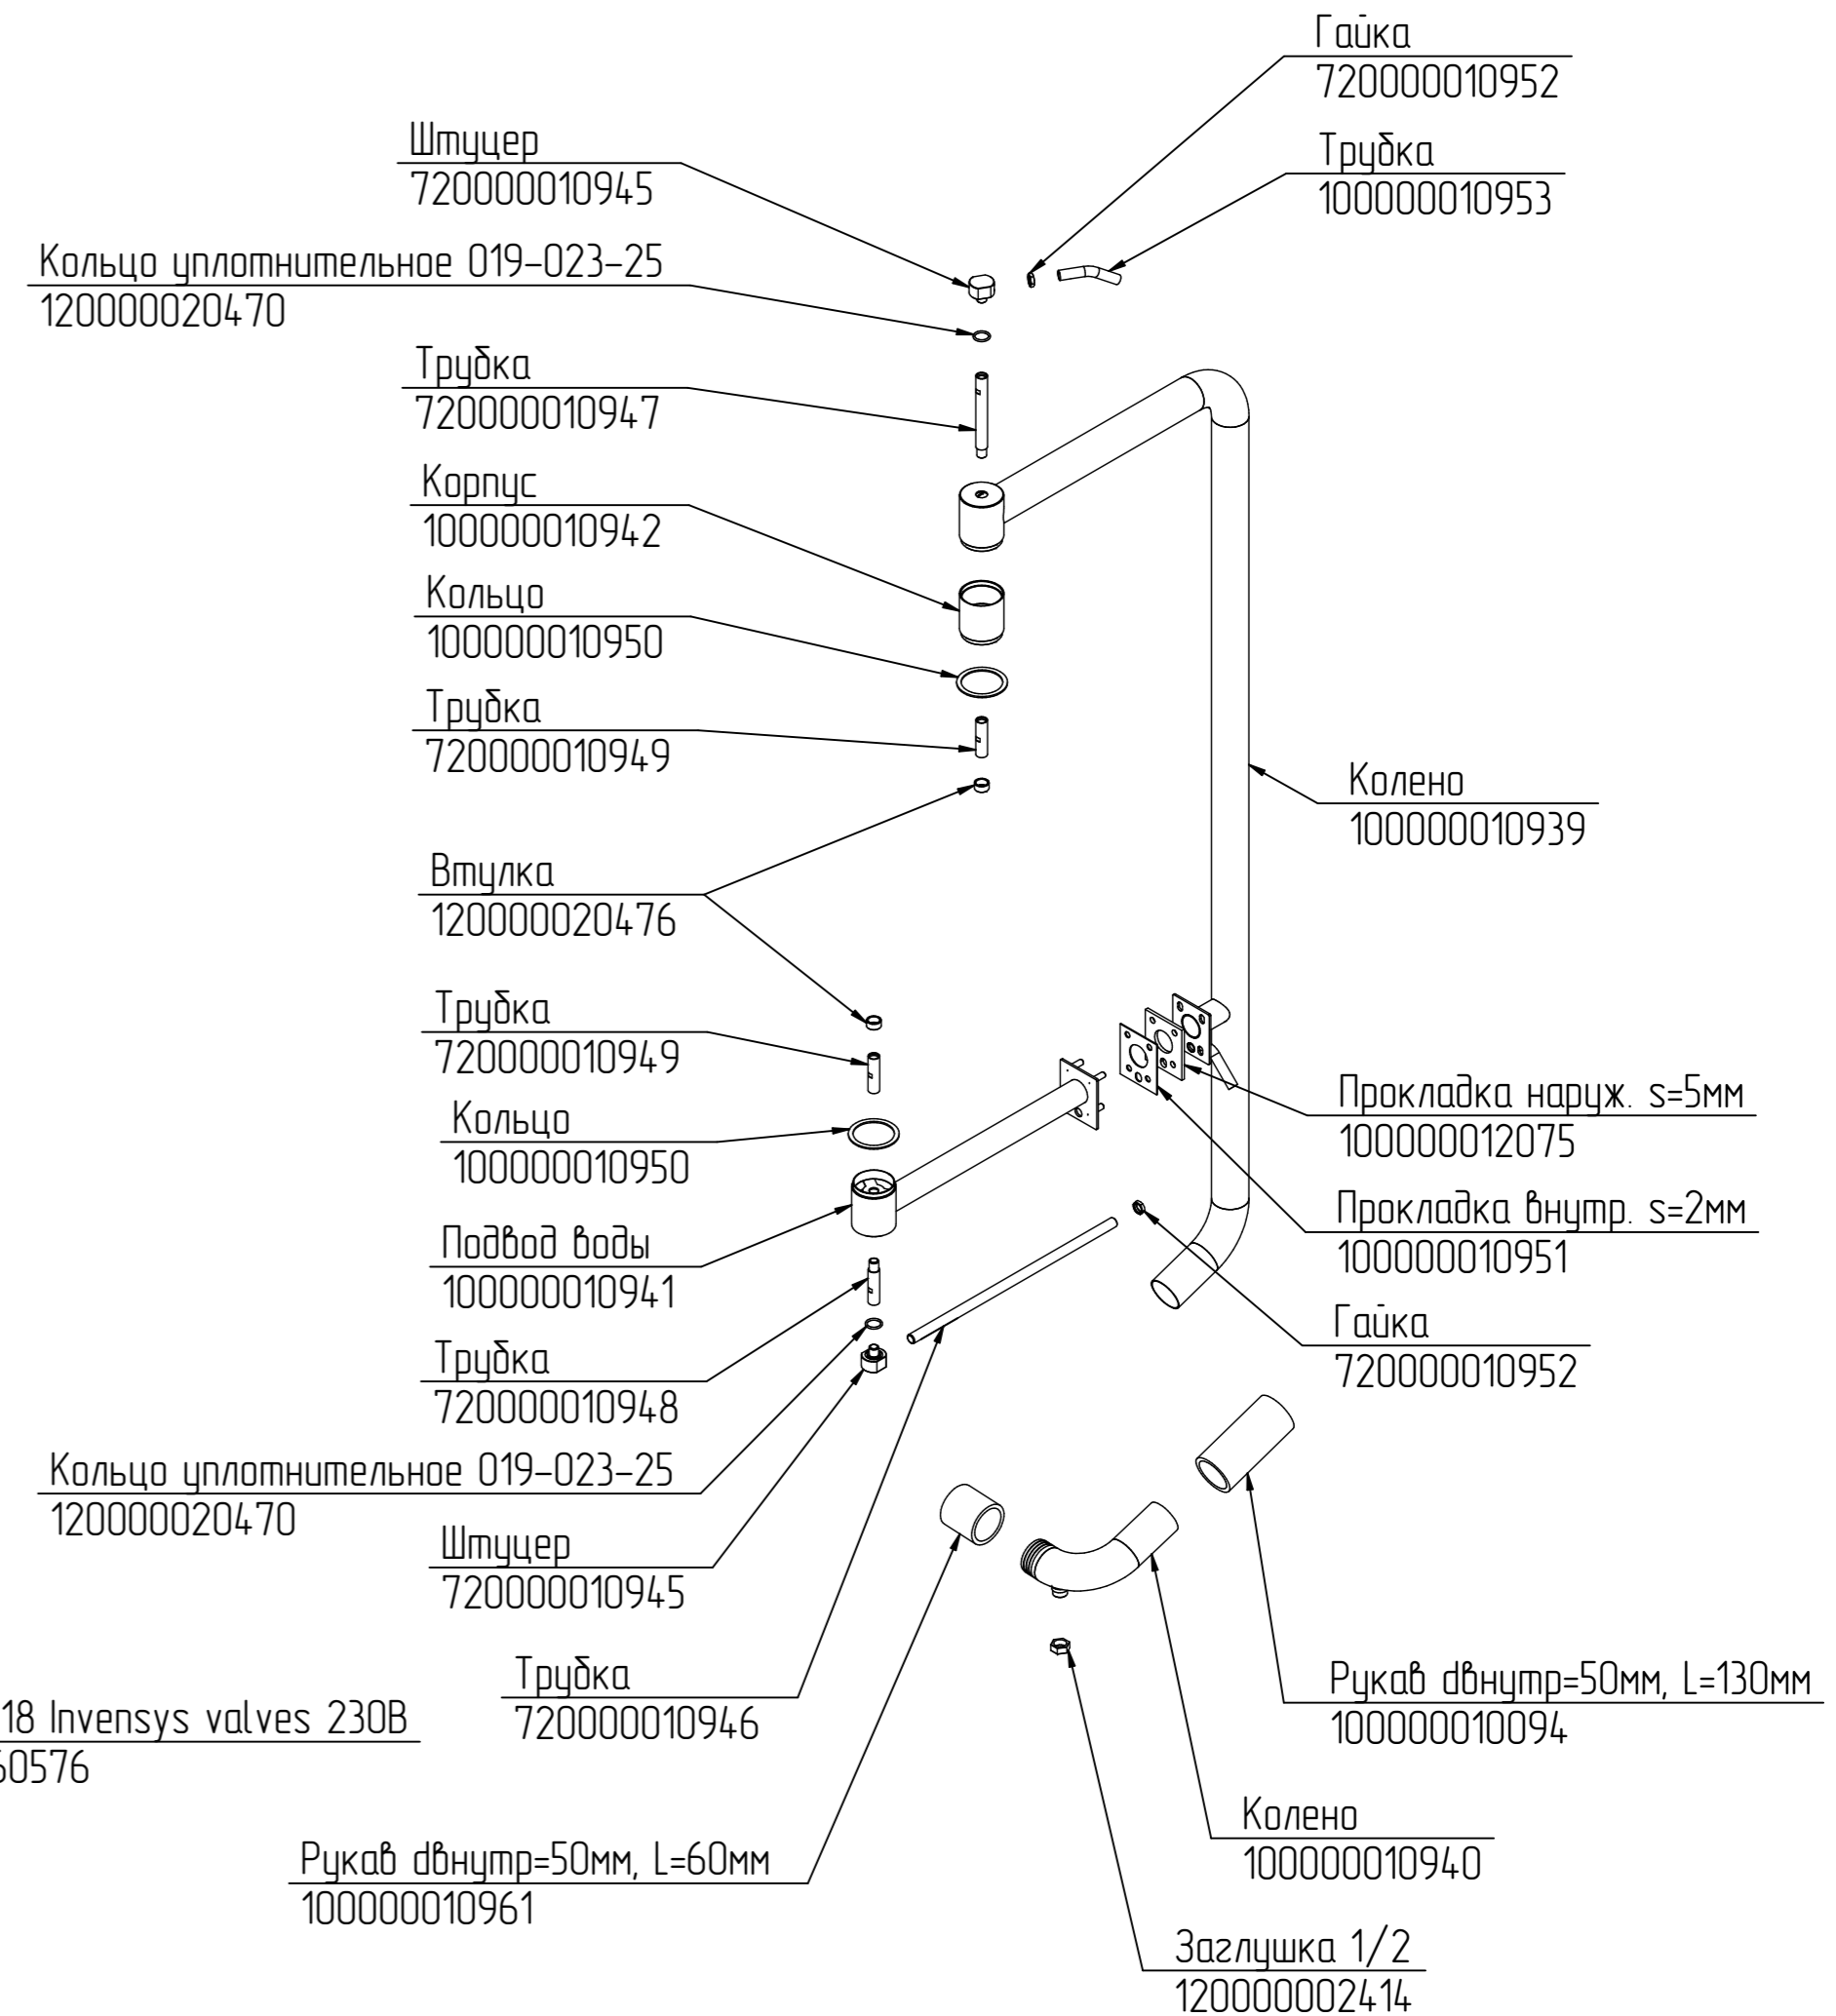 Гайка
720000010952
Штуцер
720000010945
Трубка
100000010953
Кольцо уплотнительное 019-023-25
120000020470
Трубка
720000010947
Корпус
100000010942
Кольцо
100000010950
Трубка
720000010949
Колено
100000010939
Втулка
120000020476
Трубка
720000010949
Прокладка наруж. s=5мм
100000012075
Кольцо
100000010950
Прокладка внутр. s=2мм
100000010951
Подвод воды
100000010941
Гайка
720000010952
Трубка
720000010948
Кольцо уплотнительное 019-023-25
120000020470
Штуцер
720000010945
Трубка
720000010946
Рукав dвнутр=50мм, L=130мм
100000010094
18 Invensys valves 230В
60576
Колено
100000010940
Рукав dвнутр=50мм, L=60мм
100000010961
Заглушка 1/2
120000002414